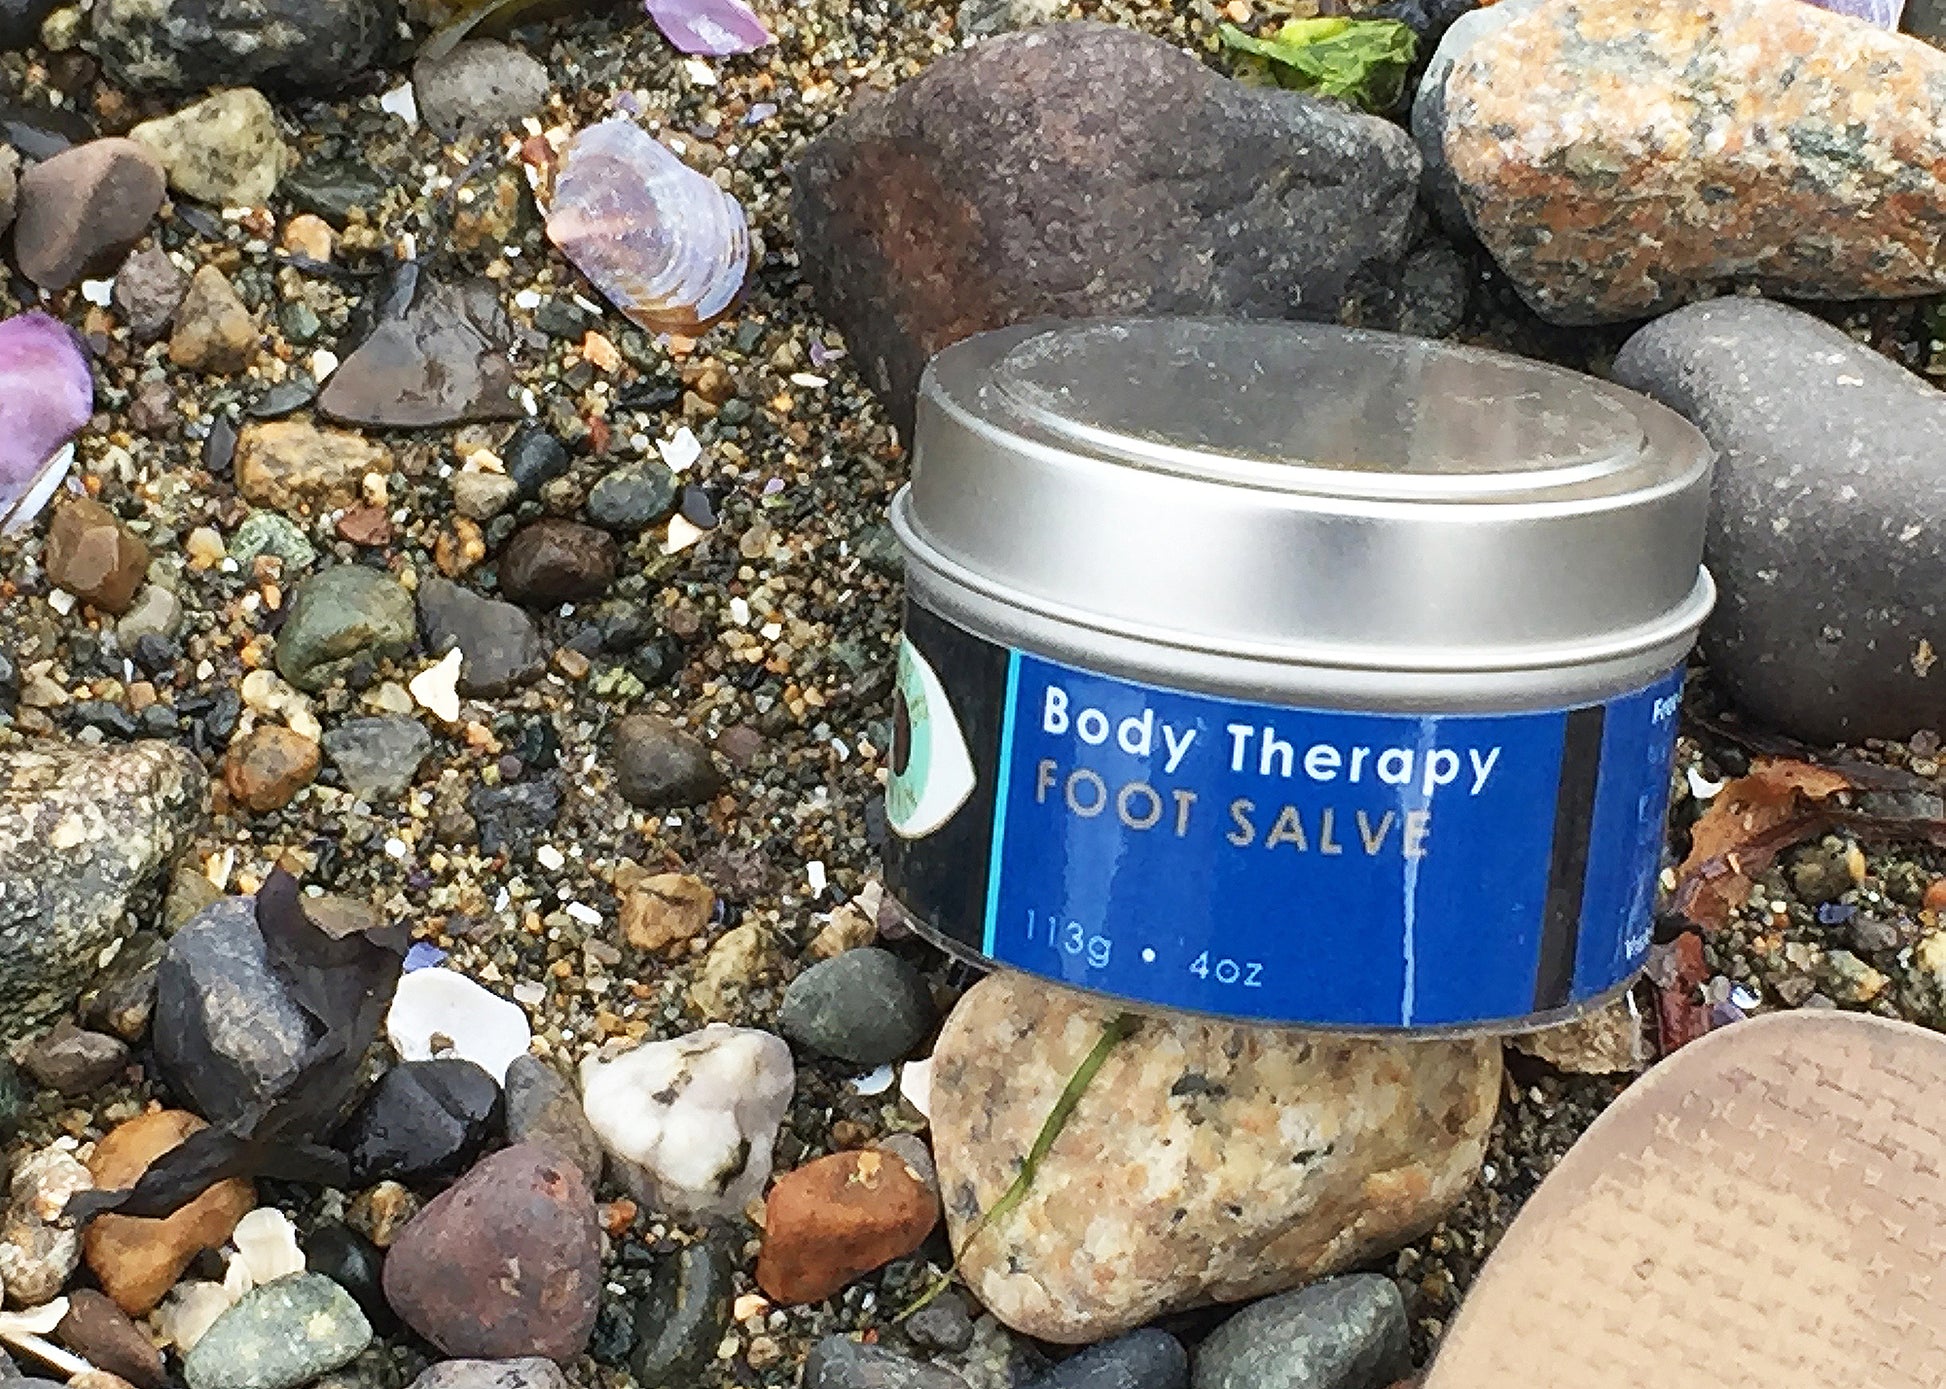 Body Therapy
FOOT SALVE
113g • 4oz